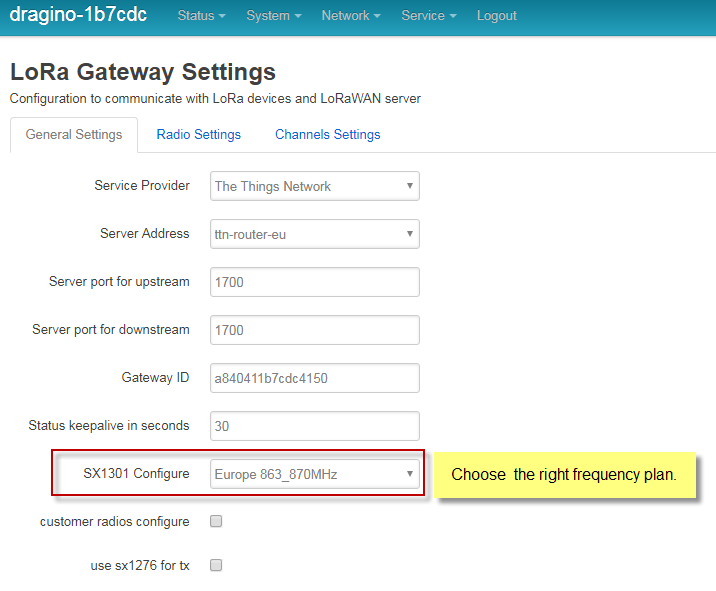 dragino-1b7cdc Status System Network Service Logout
LoRa Gateway Settings
Configuration to communicate with LoRa devices and LoRaWAN server
General Settings Radio Settings Channels Settings
Service Provider The Things Network
Server Address ttn-router-eu
Server port for upstream 1700
Server port for downstream 1700
Gateway ID a840411b7cdc4150
Status keepalive in seconds 30
SX1301 Configure Europe 863_870MHz Choose the right frequency plan.
customer radios configure
use sx1276 for tx